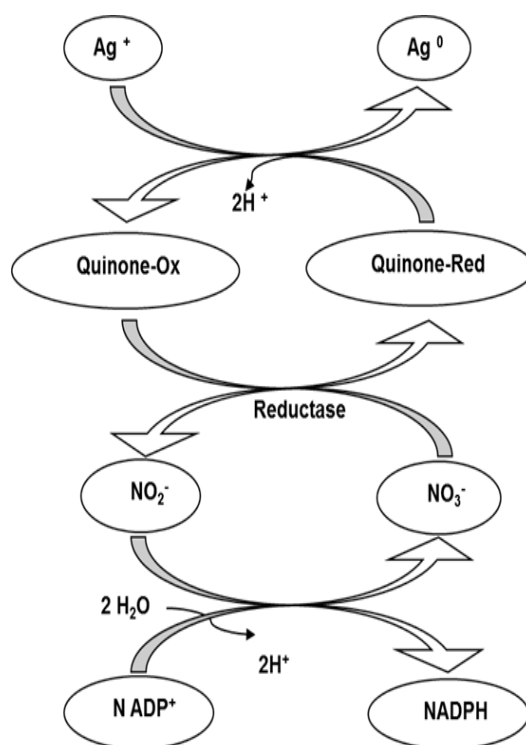 Ag⁺
Ag⁰
2H⁺
Quinone-Ox
Quinone-Red
Reductase
NO₂⁻
NO₃⁻
2 H₂O
2H⁺
N ADP⁺
NADPH